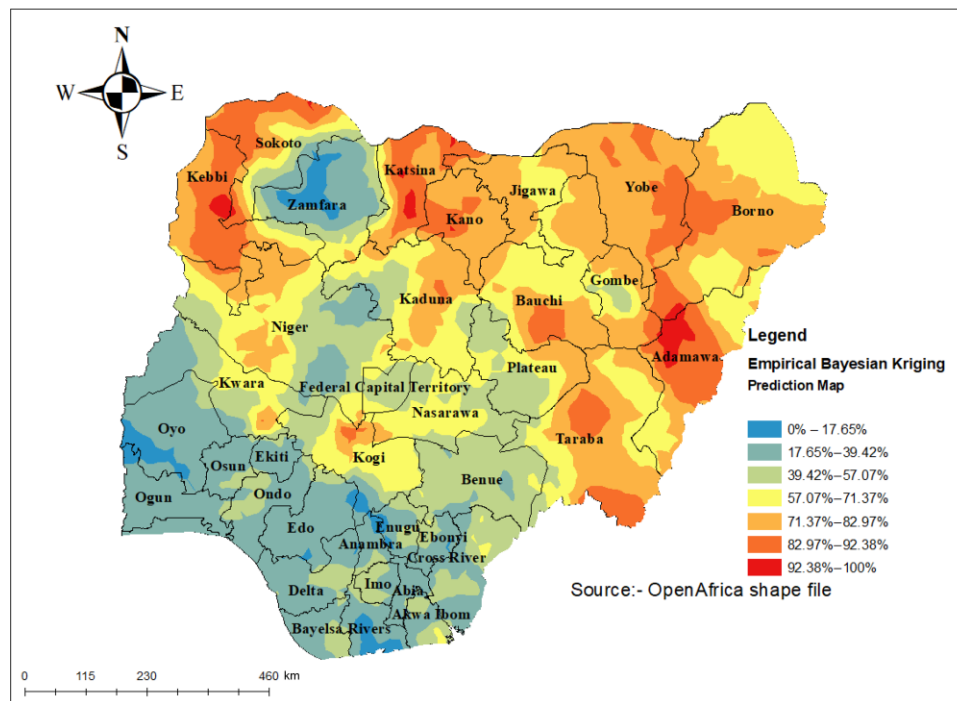 N
W E
S
Sokoto
Kebbi
Katsina
Zamfara
Kano
Jigawa
Yobe
Borno
Gombe
Kaduna
Bauchi
Niger
Adamawa
Plateau
Kwara
Federal Capital Territory
Nasarawa
Taraba
Oyo
Kogi
Osun
Ekiti
Benue
Ogun
Ondo
Edo
Enugu
Anambra
Ebonyi
Cross River
Imo
Abia
Delta
Akwa Ibom
Bayelsa Rivers
Legend
Empirical Bayesian Kriging
Prediction Map
0% – 17.65%
17.65%–39.42%
39.42%–57.07%
57.07%–71.37%
71.37%–82.97%
82.97%–92.38%
92.38%–100%
Source:- OpenAfrica shape file
0 115 230 460 km